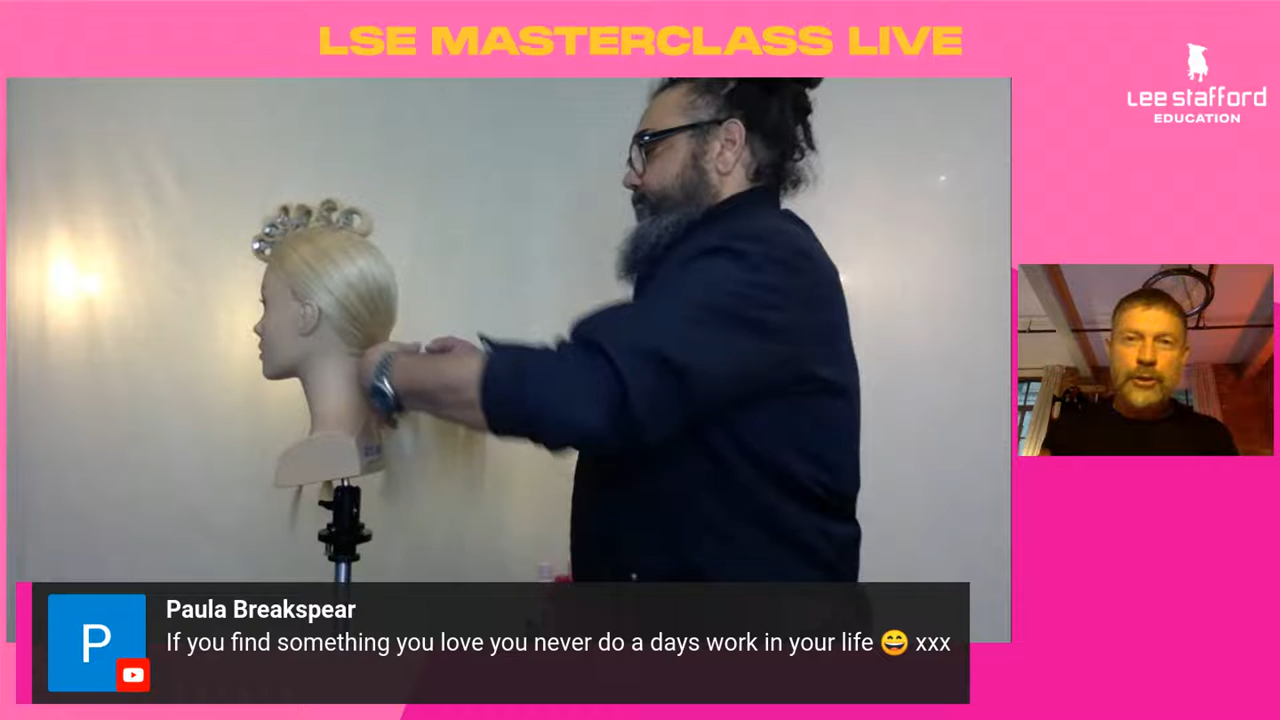 LSE MASTERCLASS LIVE
Lee Stafford
EDUCATION
P
Paula Breakspear
If you find something you love you never do a days work in your life 😄 xxx